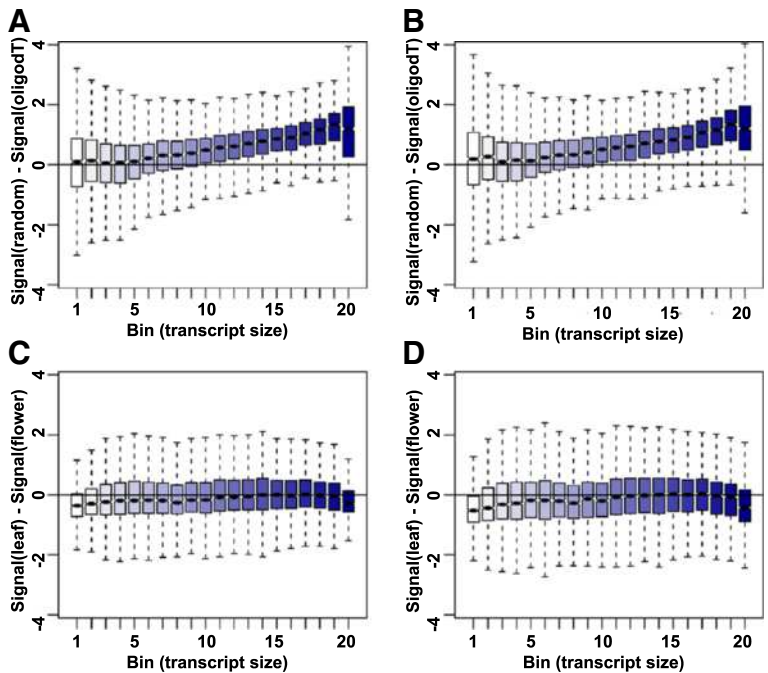 A
B
Signal(random) - Signal(oligodT)
4
2
0
-2
-4
1 5 10 15 20
Bin (transcript size)
Signal(random) - Signal(oligodT)
4
2
0
-2
-4
1 5 10 15 20
Bin (transcript size)
C
D
Signal(leaf) - Signal(flower)
4
2
0
-2
-4
1 5 10 15 20
Bin (transcript size)
Signal(leaf) - Signal(flower)
4
2
0
-2
-4
1 5 10 15 20
Bin (transcript size)